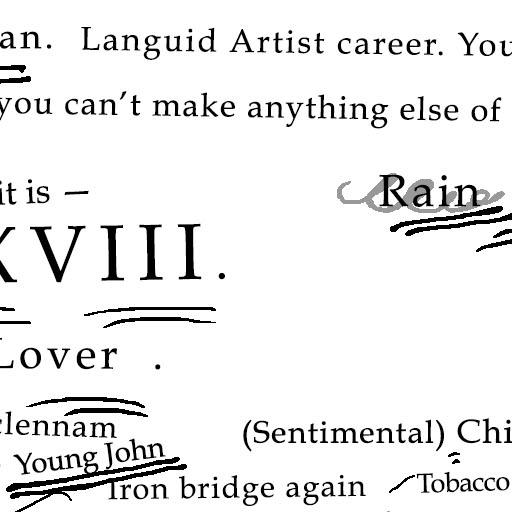 an. Languid Artist career. You
you can't make anything else of
it is — Rain
XVIII.
Lover .
clennam
(Sentimental) Chi
Young John
Iron bridge again Tobacco